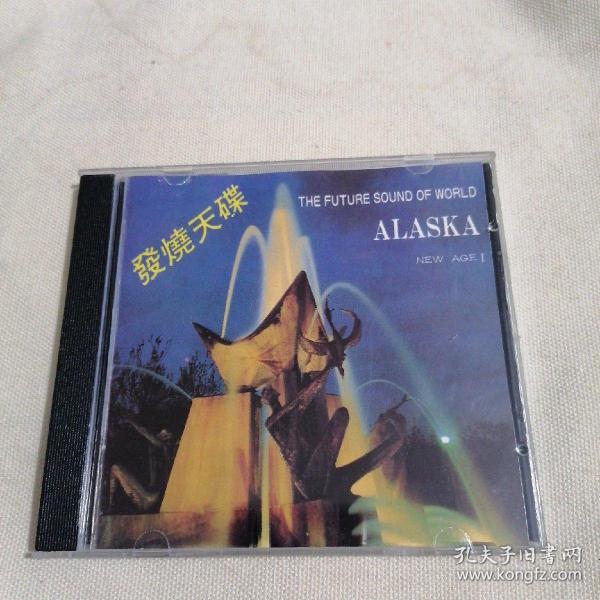 發燒天碟
THE FUTURE SOUND OF WORLD
ALASKA
NEW AGE I
孔夫子旧书网
www.kongfz.com